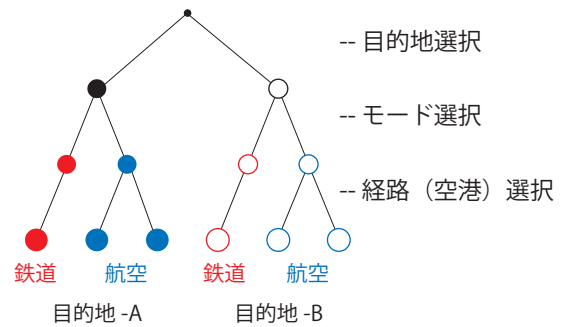 -- 目的地選択
-- モード選択
-- 経路（空港）選択
鉄道 航空 鉄道 航空
目的地 -A 目的地 -B